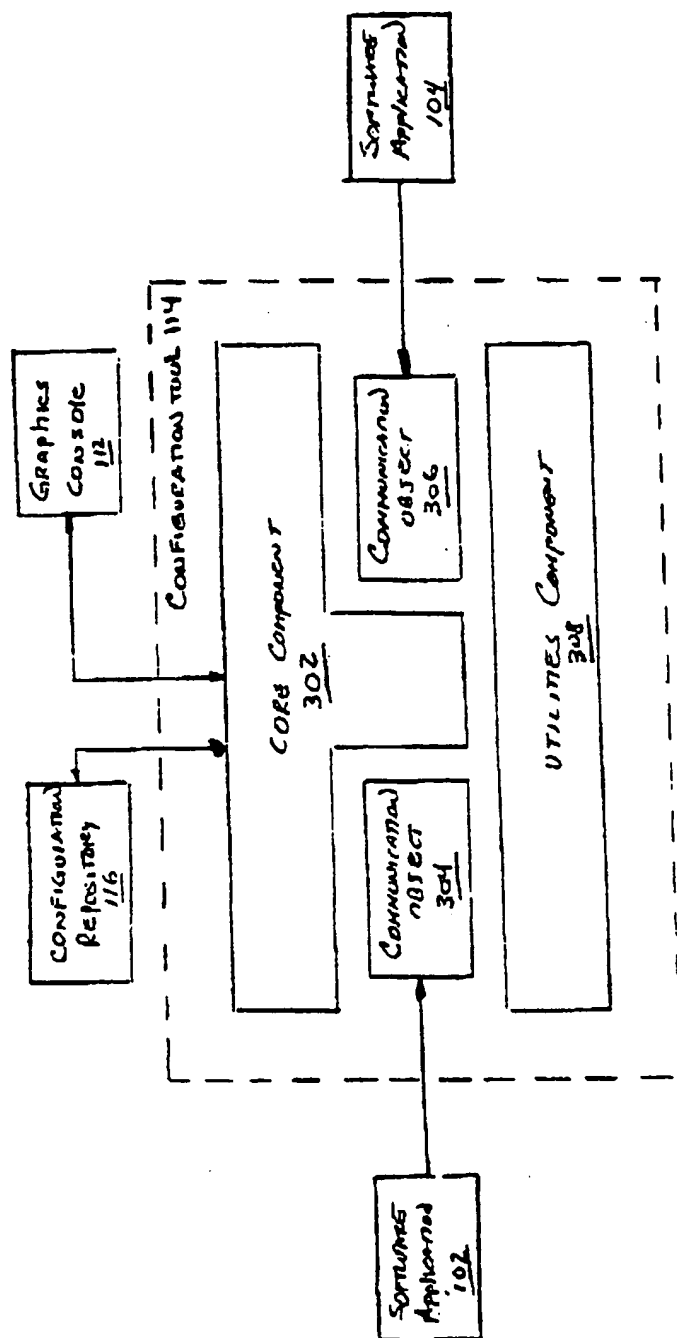 CONFIGURATION
REPOSITORY
116
GRAPHICS
CONSOLE
112
CONFIGURATION TOOL 114
CORE COMPONENT
302
SOFTWARE
APPLICATION
102
COMMUNICATION
OBJECT
304
COMMUNICATION
OBJECT
306
SOFTWARE
APPLICATION
104
UTILITIES COMPONENT
308